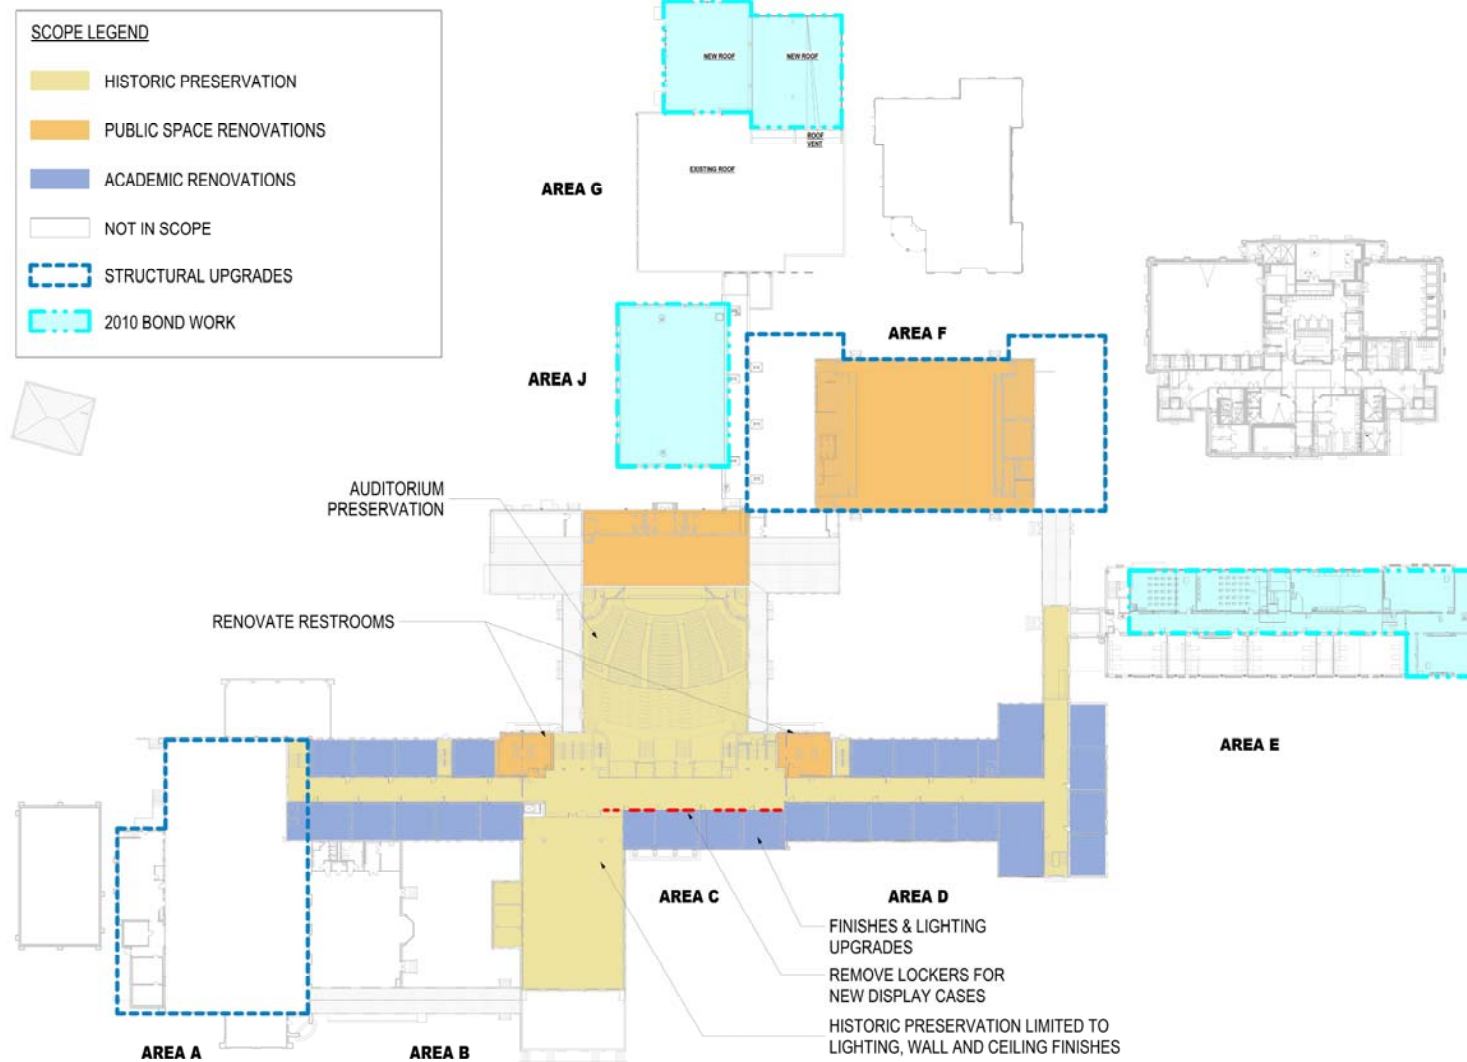 SCOPE LEGEND
HISTORIC PRESERVATION
PUBLIC SPACE RENOVATIONS
ACADEMIC RENOVATIONS
NOT IN SCOPE
STRUCTURAL UPGRADES
2010 BOND WORK
NEW ROOF
NEW ROOF
ROOF
VENT
EXISTING ROOF
AREA G
AREA F
AREA J
AUDITORIUM
PRESERVATION
RENOVATE RESTROOMS
AREA E
AREA C
AREA D
FINISHES & LIGHTING
UPGRADES
REMOVE LOCKERS FOR
NEW DISPLAY CASES
HISTORIC PRESERVATION LIMITED TO
LIGHTING, WALL AND CEILING FINISHES
AREA A
AREA B